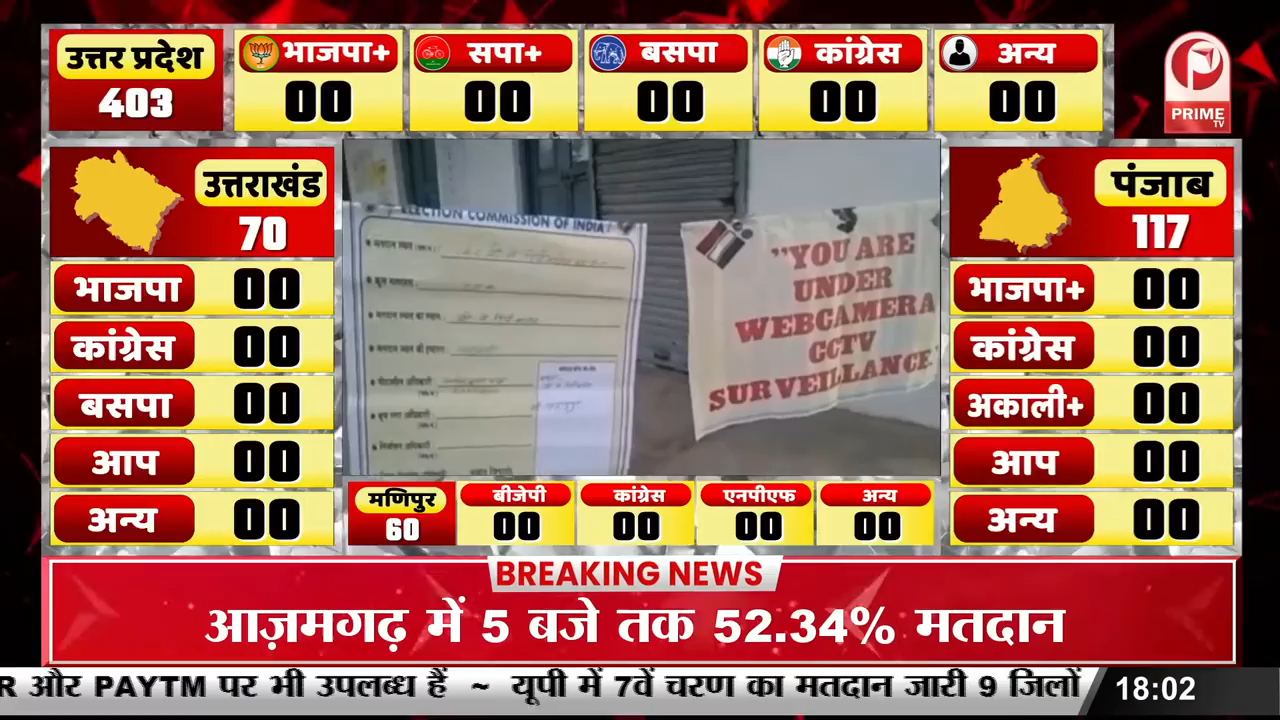 उत्तर प्रदेश
403
भाजपा+
00
सपा+
00
बसपा
00
कांग्रेस
00
अन्य
00
PRIME
TV
उत्तराखंड
70
भाजपा 00
कांग्रेस 00
बसपा 00
आप 00
अन्य 00
ELECTION COMMISSION OF INDIA
"YOU ARE
UNDER
WEBCAMERA
CCTV
SURVEILLANCE"
पंजाब
117
भाजपा+ 00
कांग्रेस 00
अकाली+ 00
आप 00
अन्य 00
मणिपुर
60
बीजेपी
00
कांग्रेस
00
एनपीएफ
00
अन्य
00
BREAKING NEWS
आज़मगढ़ में 5 बजे तक 52.34% मतदान
R और PAYTM पर भी उपलब्ध हैं ~ यूपी में 7वें चरण का मतदान जारी 9 जिलों
18:02